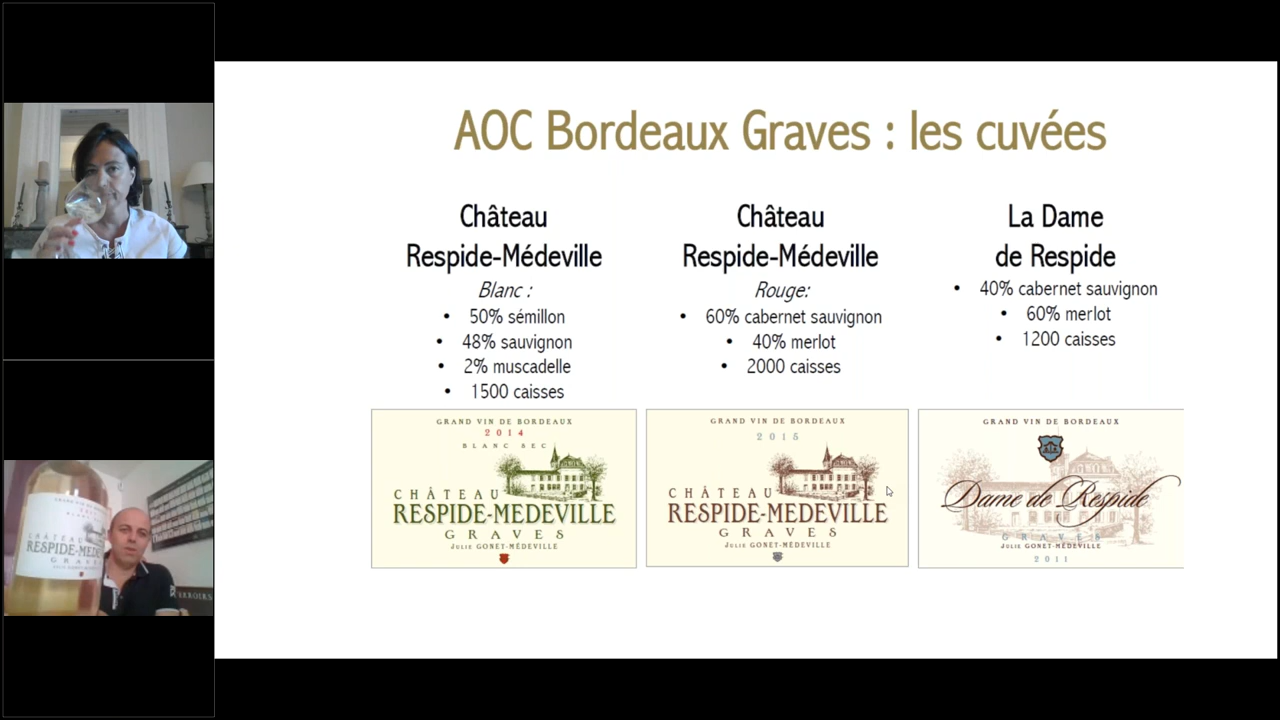 AOC Bordeaux Graves : les cuvées
Château
Respide-Médeville
Blanc :
• 50% sémillon
• 48% sauvignon
• 2% muscadelle
• 1500 caisses
Château
Respide-Médeville
Rouge:
• 60% cabernet sauvignon
• 40% merlot
• 2000 caisses
La Dame
de Respide
• 40% cabernet sauvignon
• 60% merlot
• 1200 caisses
GRAND VIN DE BORDEAUX
2014
BLANC SEC
CHÂTEAU
RESPIDE-MEDEVILLE
GRAVES
JULIE GONET-MÉDEVILLE
GRAND VIN DE BORDEAUX
2015
CHÂTEAU
RESPIDE-MEDEVILLE
GRAVES
JULIE GONET-MÉDEVILLE
GRAND VIN DE BORDEAUX
Dame de Respide
GRAVES
JULIE GONET-MÉDEVILLE
2011
CHÂTEAU
RESPIDE-MEDE
GRAVES